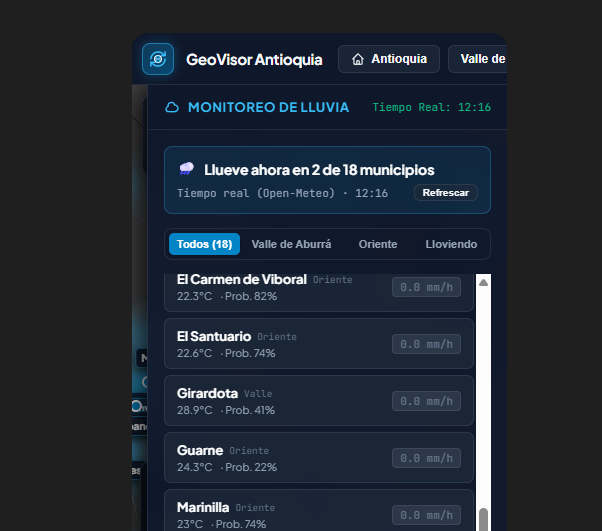 GeoVisor Antioquia
Antioquia
Valle de
MONITOREO DE LLUVIA
Tiempo Real: 12:16
Llueve ahora en 2 de 18 municipios
Tiempo real (Open-Meteo) · 12:16
Refrescar
Todos (18)
Valle de Aburrá
Oriente
Lloviendo
El Carmen de Viboral Oriente
22.3°C · Prob. 82%
0.0 mm/h
El Santuario Oriente
22.6°C · Prob. 74%
0.0 mm/h
Girardota Valle
28.9°C · Prob. 41%
0.0 mm/h
Guarne Oriente
24.3°C · Prob. 22%
0.0 mm/h
Marinilla Oriente
23°C · Prob. 74%
0.0 mm/h